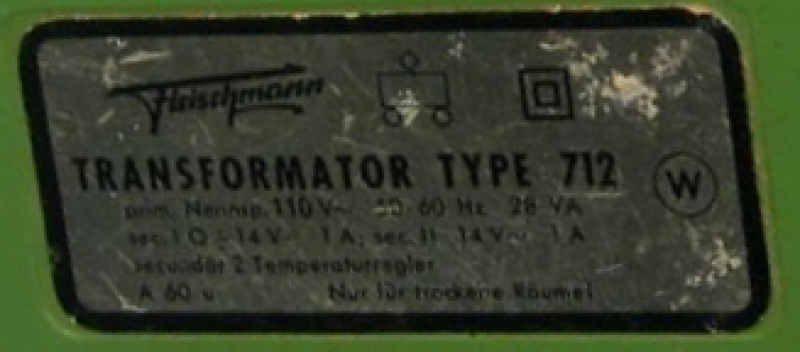 Fleischmann
TRANSFORMATOR TYPE 712 W
prim. Nennsp. 110 V~ 60 Hz 28 VA
sec. I 0 ÷ 14 V 1 A; sec. II 14 V~ 1 A
secundär 2 Temperaturregler
A 60 u Nur für trockene Räume!